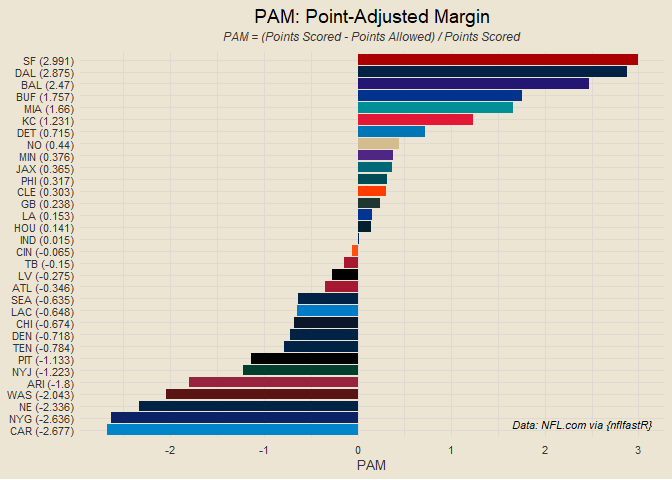 PAM: Point-Adjusted Margin
PAM = (Points Scored - Points Allowed) / Points Scored
SF (2.991)
DAL (2.875)
BAL (2.47)
BUF (1.757)
MIA (1.66)
KC (1.231)
DET (0.715)
NO (0.44)
MIN (0.376)
JAX (0.365)
PHI (0.317)
CLE (0.303)
GB (0.238)
LA (0.153)
HOU (0.141)
IND (0.015)
CIN (-0.065)
TB (-0.15)
LV (-0.275)
ATL (-0.346)
SEA (-0.635)
LAC (-0.648)
CHI (-0.674)
DEN (-0.718)
TEN (-0.784)
PIT (-1.133)
NYJ (-1.223)
ARI (-1.8)
WAS (-2.043)
NE (-2.336)
NYG (-2.636)
CAR (-2.677)
Data: NFL.com via {nflfastR}
-2 -1 0 1 2 3
PAM